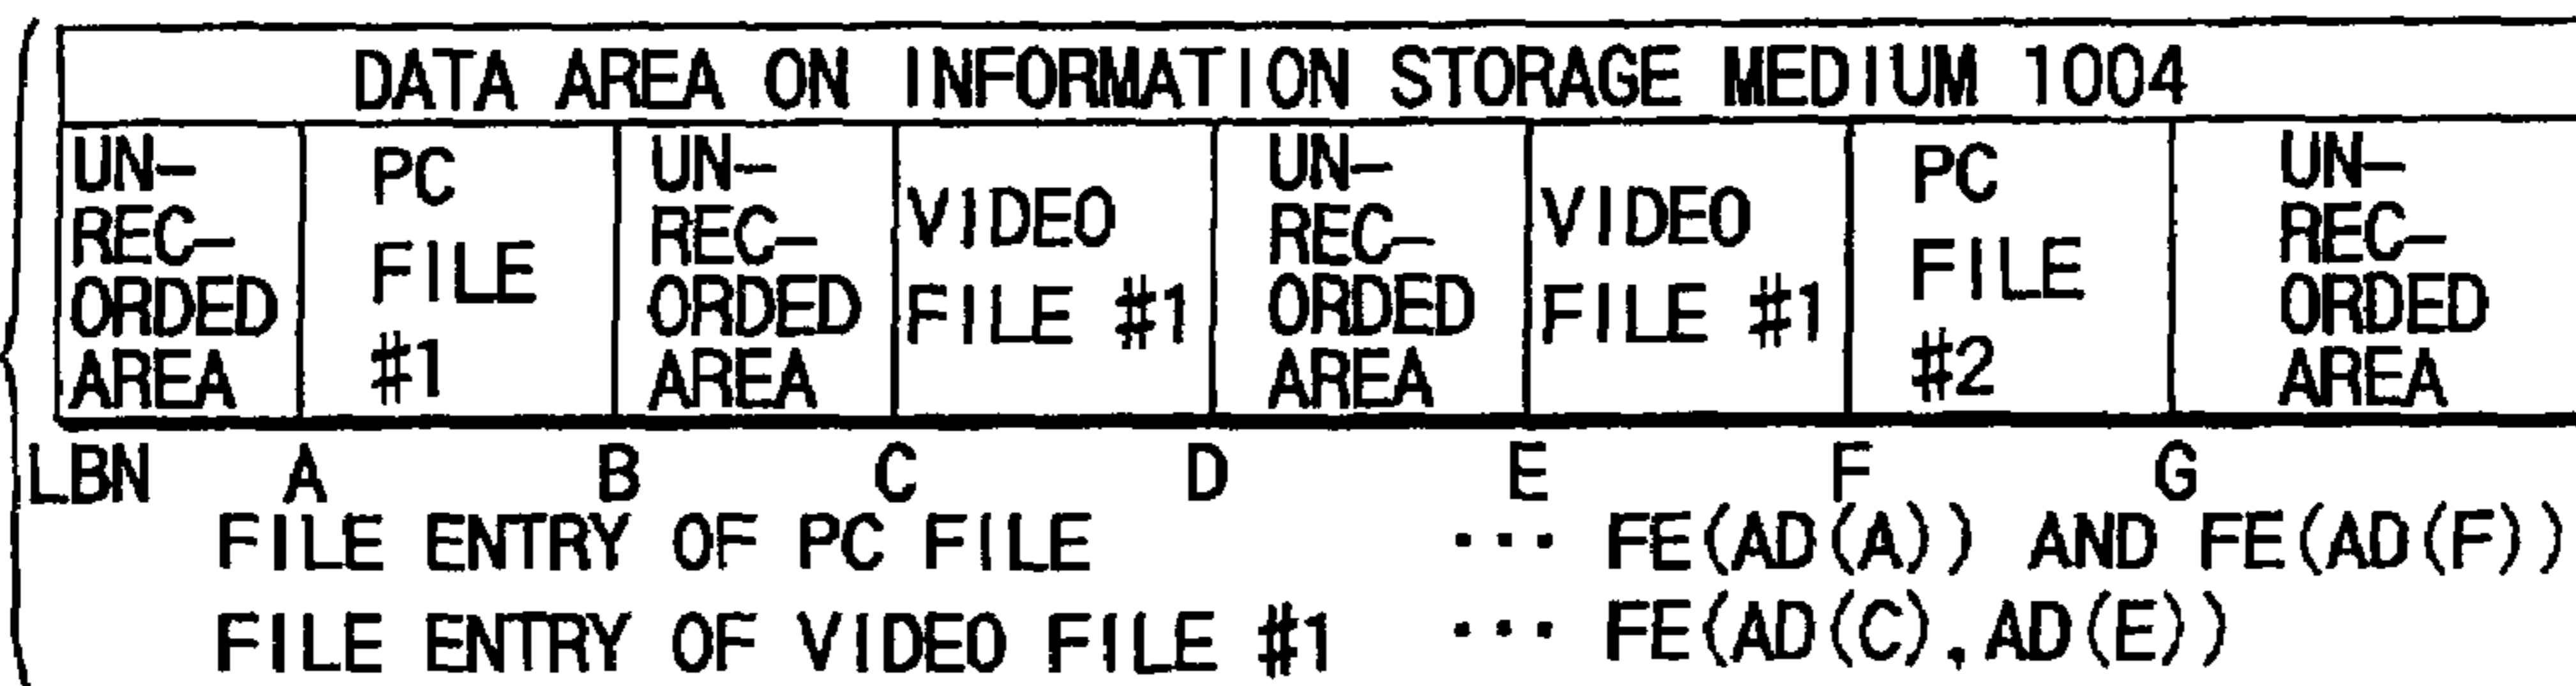 DATA AREA ON INFORMATION STORAGE MEDIUM 1004
UN-
REC-
ORDED
AREA
PC
FILE
#1
UN-
REC-
ORDED
AREA
VIDEO
FILE #1
UN-
REC-
ORDED
AREA
VIDEO
FILE #1
PC
FILE
#2
UN-
REC-
ORDED
AREA
LBN A B C D E F G
FILE ENTRY OF PC FILE ··· FE(AD(A)) AND FE(AD(F))
FILE ENTRY OF VIDEO FILE #1 ··· FE(AD(C),AD(E))